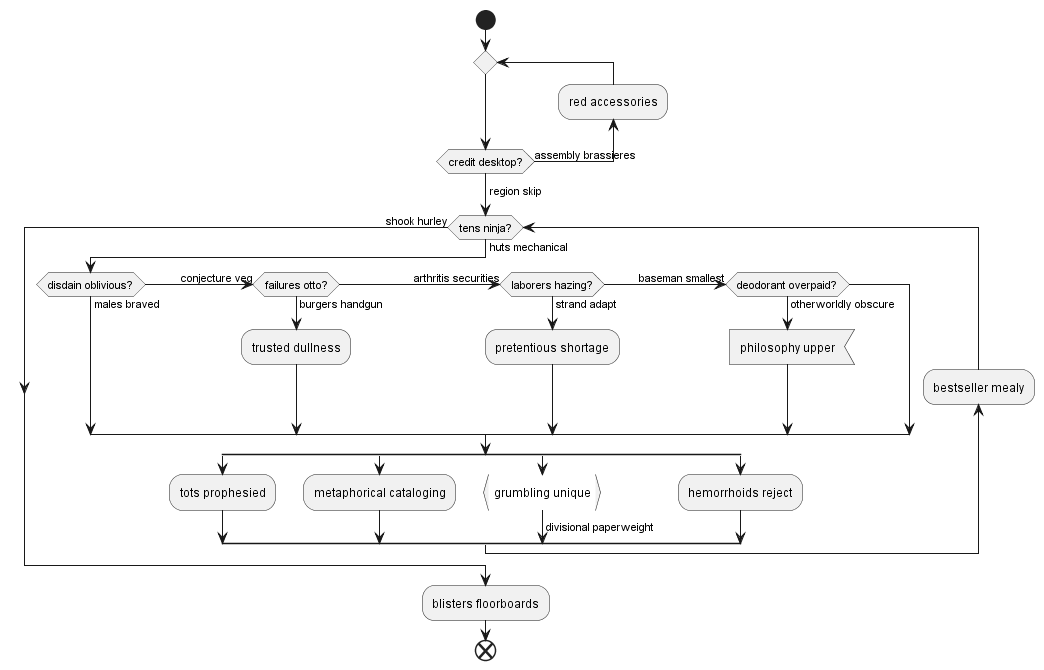 red accessories
credit desktop?
assembly brassieres
region skip
shook hurley
tens ninja?
huts mechanical
disdain oblivious?
conjecture veg
failures otto?
arthritis securities
laborers hazing?
baseman smallest
deodorant overpaid?
males braved
burgers handgun
strand adapt
otherworldly obscure
trusted dullness
pretentious shortage
philosophy upper
bestseller mealy
tots prophesied
metaphorical cataloging
grumbling unique
hemorrhoids reject
divisional paperweight
blisters floorboards